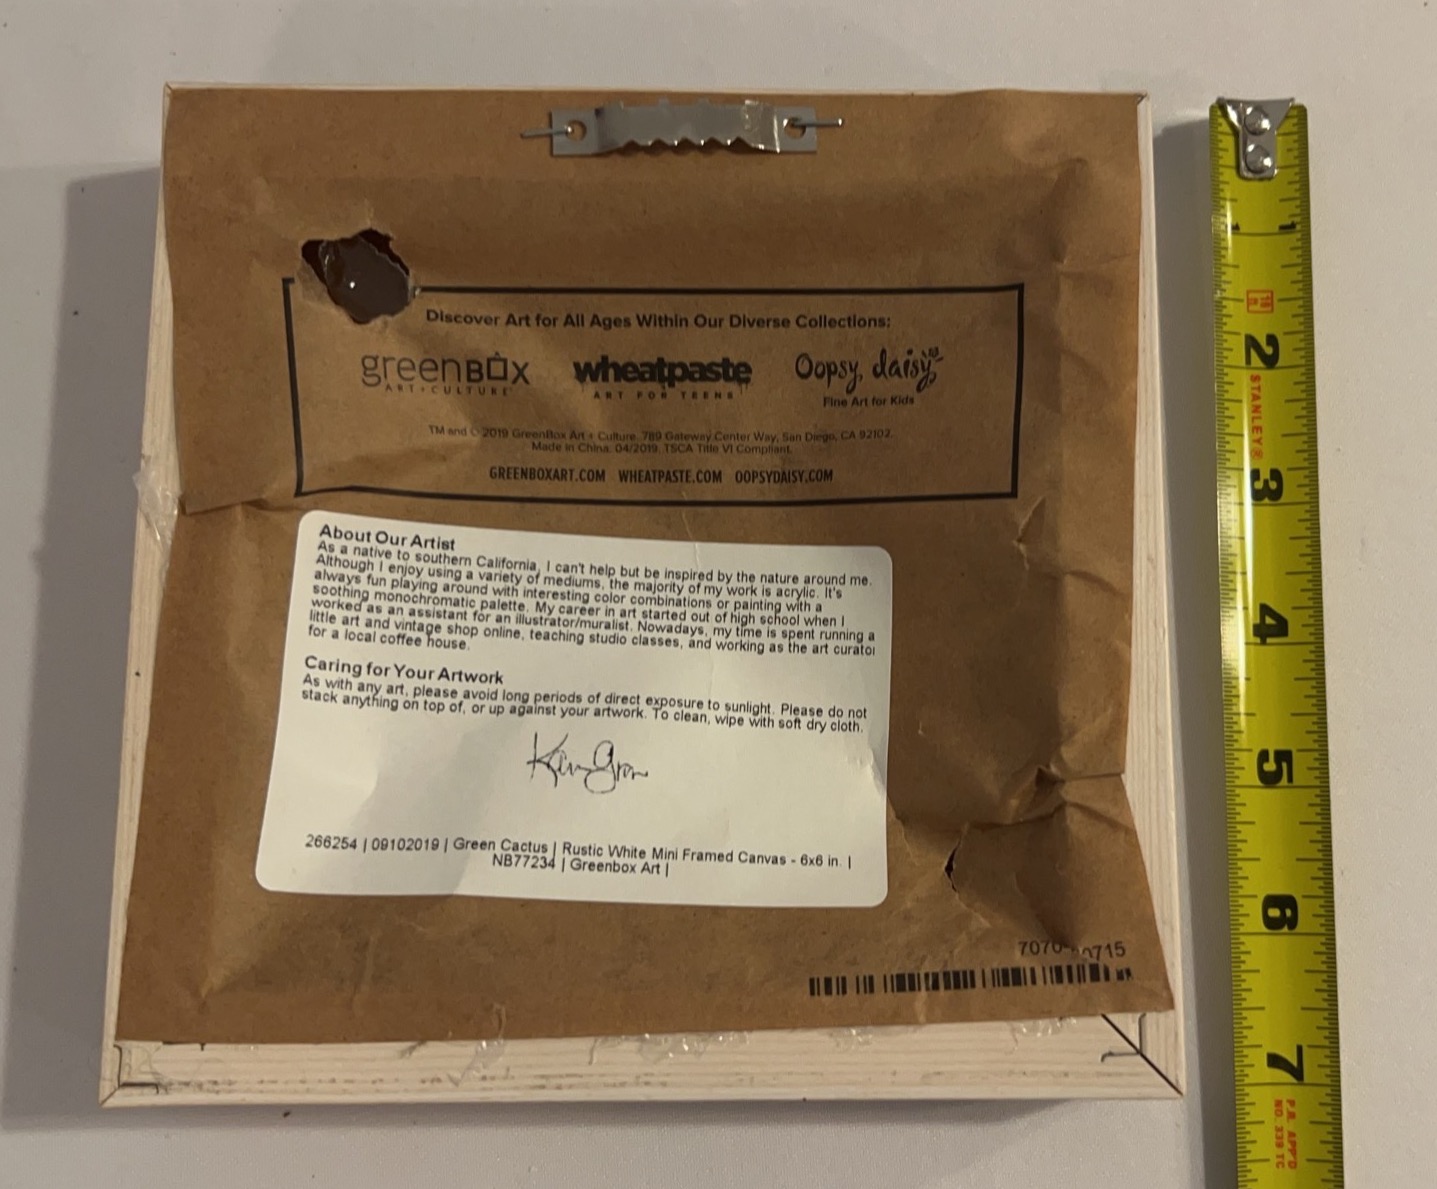 Discover Art for All Ages Within Our Diverse Collections:
greenBOX wheatpaste Oopsy daisy,
ART+CULTURE ART FOR TEENS Fine Art for Kids
TM and © 2019 GreenBox Art + Culture. 789 Gateway Center Way, San Diego, CA 92102.
Made in China. 04/2019. TSCA Title VI Compliant.
GREENBOXART.COM WHEATPASTE.COM OOPSYDAISY.COM
About Our Artist
As a native to southern California, I can't help but be inspired by the nature around me.
Although I enjoy using a variety of mediums, the majority of my work is acrylic. It's
always fun playing around with interesting color combinations or painting with a
soothing monochromatic palette. My career in art started out of high school when I
worked as an assistant for an illustrator/muralist. Nowadays, my time is spent running a
little art and vintage shop online, teaching studio classes, and working as the art curator
for a local coffee house.
Caring for Your Artwork
As with any art, please avoid long periods of direct exposure to sunlight. Please do not
stack anything on top of, or up against your artwork. To clean, wipe with soft dry cloth.
266254 | 09102019 | Green Cactus | Rustic White Mini Framed Canvas - 6x6 in. |
NB77234 | Greenbox Art |
1
2
STANLEY®
3
4
5
6
7
P.R. APP'D
NO. 339 TC